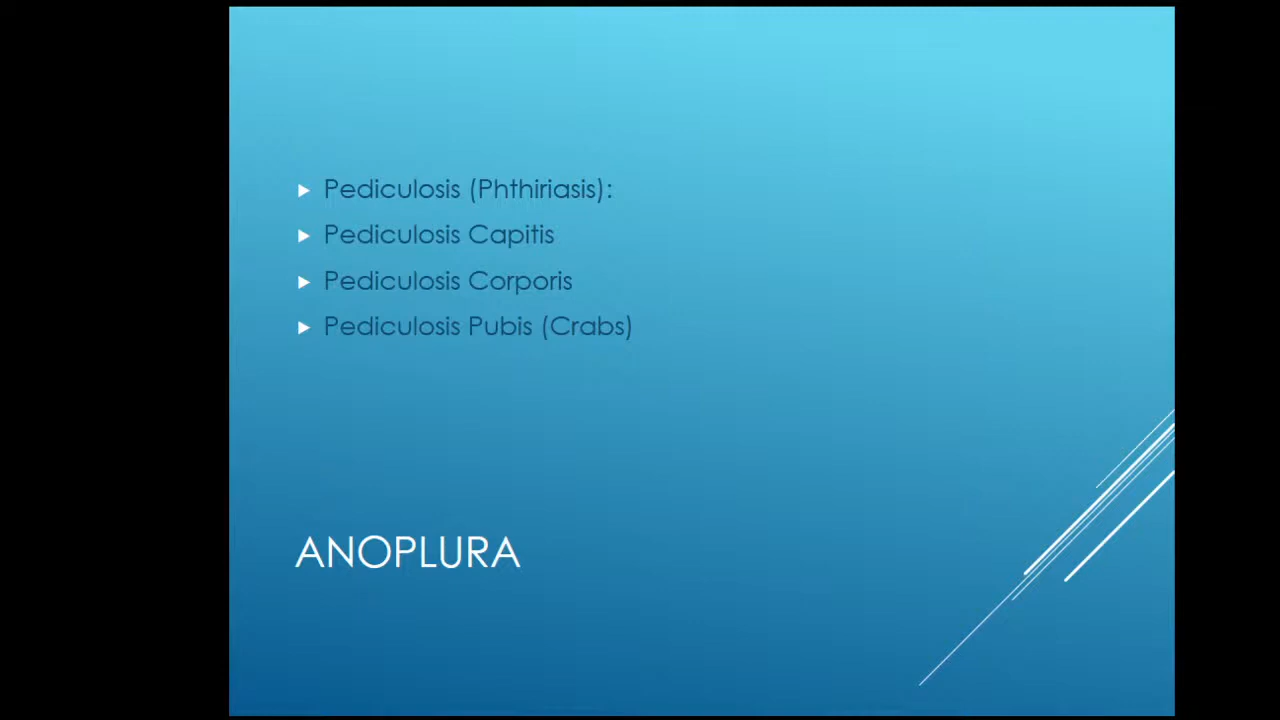 Pediculosis (Phthiriasis):
Pediculosis Capitis
Pediculosis Corporis
Pediculosis Pubis (Crabs)
ANOPLURA